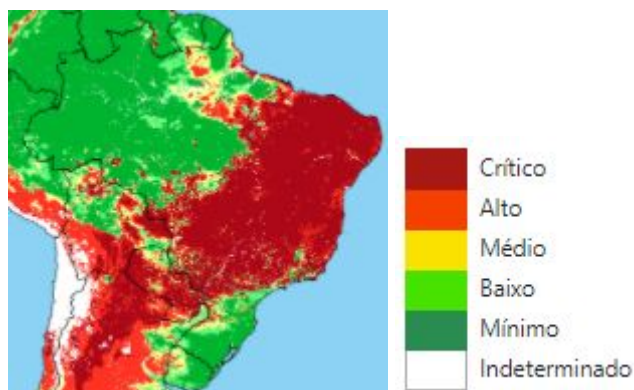 Crítico
Alto
Médio
Baixo
Mínimo
Indeterminado